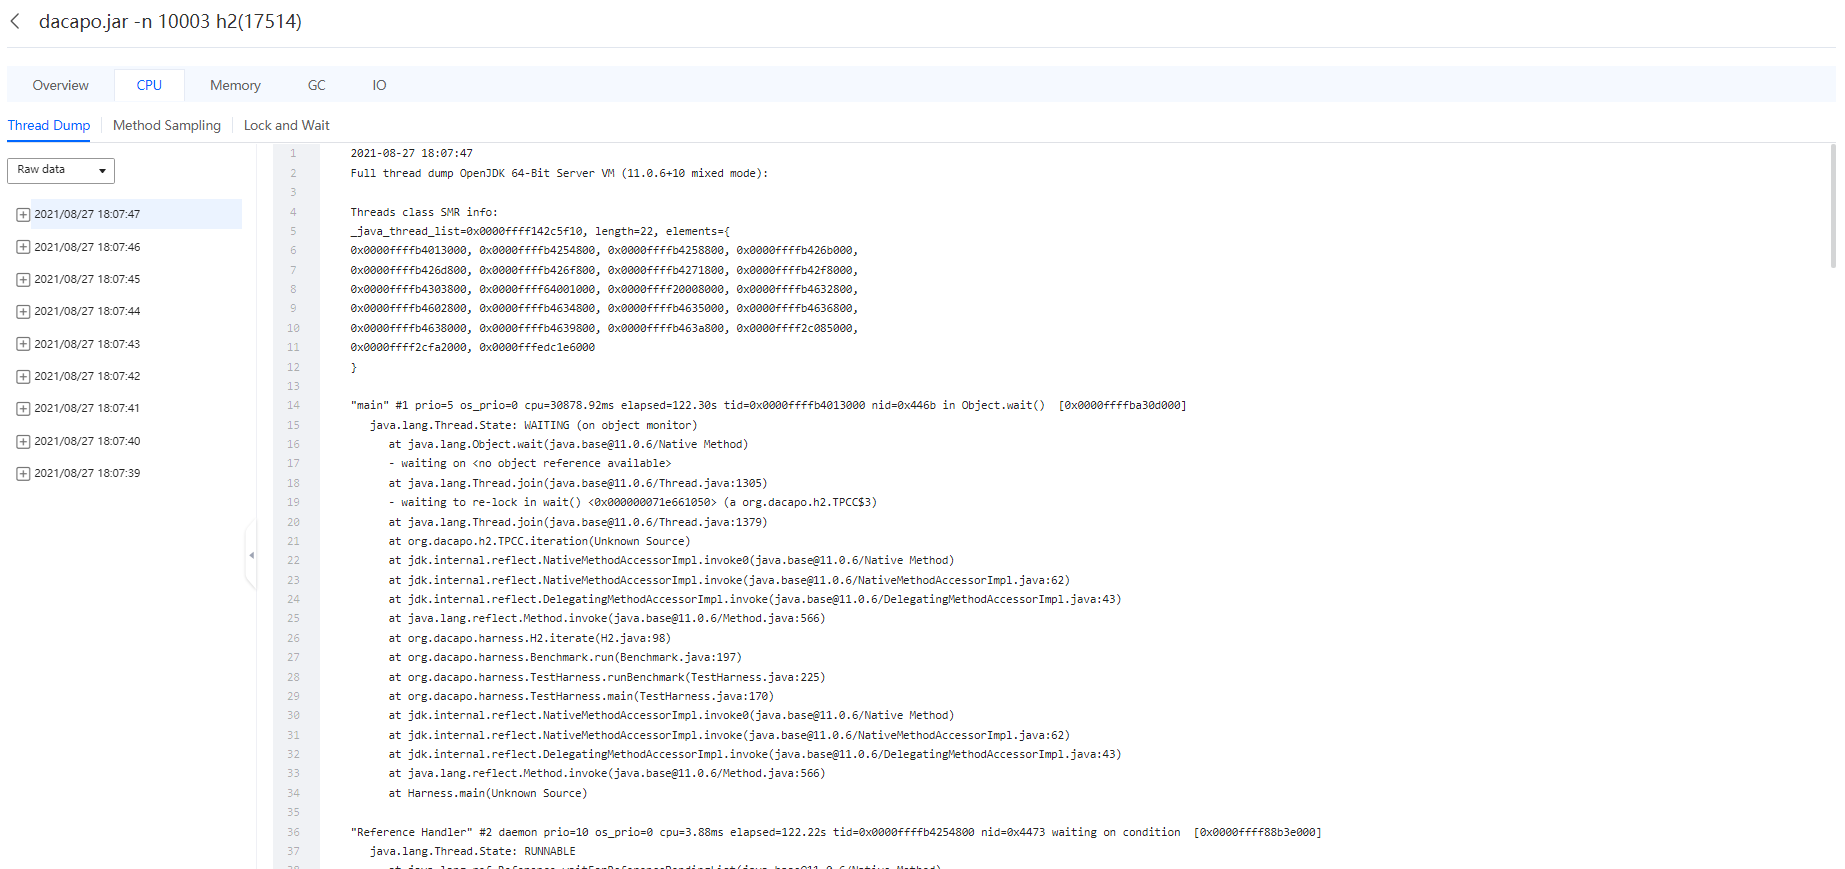 dacapo.jar -n 10003 h2(17514)
Overview CPU Memory GC IO
Thread Dump Method Sampling Lock and Wait
Raw data
2021/08/27 18:07:47
2021/08/27 18:07:46
2021/08/27 18:07:45
2021/08/27 18:07:44
2021/08/27 18:07:43
2021/08/27 18:07:42
2021/08/27 18:07:41
2021/08/27 18:07:40
2021/08/27 18:07:39
1 2021-08-27 18:07:47
2 Full thread dump OpenJDK 64-Bit Server VM (11.0.6+10 mixed mode):
3
4 Threads class SMR info:
5 _java_thread_list=0x0000ffff142c5f10, length=22, elements={
6 0x0000ffffb4013000, 0x0000ffffb4254800, 0x0000ffffb4258800, 0x0000ffffb426b000,
7 0x0000ffffb426d800, 0x0000ffffb426f800, 0x0000ffffb4271800, 0x0000ffffb42f8000,
8 0x0000ffffb4303800, 0x0000ffff64001000, 0x0000ffff20008000, 0x0000ffffb4632800,
9 0x0000ffffb4602800, 0x0000ffffb4634800, 0x0000ffffb4635000, 0x0000ffffb4636800,
10 0x0000ffffb4638000, 0x0000ffffb4639800, 0x0000ffffb463a800, 0x0000ffff2c085000,
11 0x0000ffff2cfa2000, 0x0000fffedc1e6000
12 }
13
14 "main" #1 prio=5 os_prio=0 cpu=30878.92ms elapsed=122.30s tid=0x0000ffffb4013000 nid=0x446b in Object.wait() [0x0000ffffba30d000]
15 java.lang.Thread.State: WAITING (on object monitor)
16 at java.lang.Object.wait(java.base@11.0.6/Native Method)
17 - waiting on <no object reference available>
18 at java.lang.Thread.join(java.base@11.0.6/Thread.java:1305)
19 - waiting to re-lock in wait() <0x000000071e661050> (a org.dacapo.h2.TPCC$3)
20 at java.lang.Thread.join(java.base@11.0.6/Thread.java:1379)
21 at org.dacapo.h2.TPCC.iteration(Unknown Source)
22 at jdk.internal.reflect.NativeMethodAccessorImpl.invoke0(java.base@11.0.6/Native Method)
23 at jdk.internal.reflect.NativeMethodAccessorImpl.invoke(java.base@11.0.6/NativeMethodAccessorImpl.java:62)
24 at jdk.internal.reflect.DelegatingMethodAccessorImpl.invoke(java.base@11.0.6/DelegatingMethodAccessorImpl.java:43)
25 at java.lang.reflect.Method.invoke(java.base@11.0.6/Method.java:566)
26 at org.dacapo.harness.H2.iterate(H2.java:98)
27 at org.dacapo.harness.Benchmark.run(Benchmark.java:197)
28 at org.dacapo.harness.TestHarness.runBenchmark(TestHarness.java:225)
29 at org.dacapo.harness.TestHarness.main(TestHarness.java:170)
30 at jdk.internal.reflect.NativeMethodAccessorImpl.invoke0(java.base@11.0.6/Native Method)
31 at jdk.internal.reflect.NativeMethodAccessorImpl.invoke(java.base@11.0.6/NativeMethodAccessorImpl.java:62)
32 at jdk.internal.reflect.DelegatingMethodAccessorImpl.invoke(java.base@11.0.6/DelegatingMethodAccessorImpl.java:43)
33 at java.lang.reflect.Method.invoke(java.base@11.0.6/Method.java:566)
34 at Harness.main(Unknown Source)
35
36 "Reference Handler" #2 daemon prio=10 os_prio=0 cpu=3.88ms elapsed=122.22s tid=0x0000ffffb4254800 nid=0x4473 waiting on condition [0x0000ffff88b3e000]
37 java.lang.Thread.State: RUNNABLE